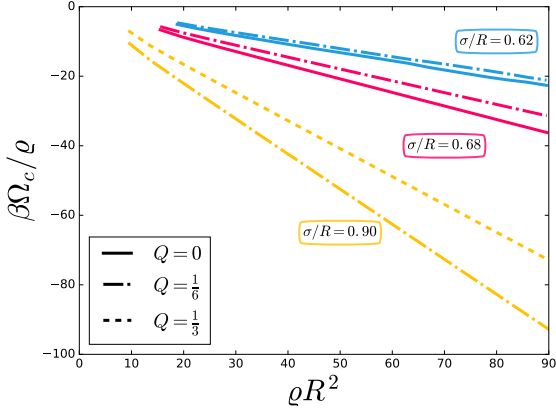 0
−20
−40
−60
−80
−100
βΩ_c/ϱ
σ/R = 0.62
σ/R = 0.68
σ/R = 0.90
Q = 0
Q = 1/6
Q = 1/3
0 10 20 30 40 50 60 70 80 90
ϱR²